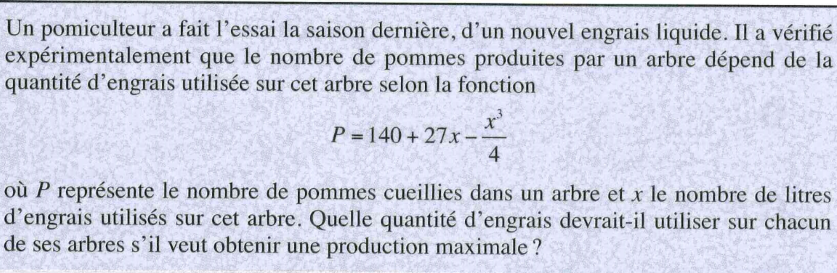 Un pomiculteur a fait l'essai la saison dernière, d'un nouvel engrais liquide. Il a vérifié
expérimentalement que le nombre de pommes produites par un arbre dépend de la
quantité d'engrais utilisée sur cet arbre selon la fonction
P = 140 + 27x − x³/4
où P représente le nombre de pommes cueillies dans un arbre et x le nombre de litres
d'engrais utilisés sur cet arbre. Quelle quantité d'engrais devrait-il utiliser sur chacun
de ses arbres s'il veut obtenir une production maximale ?